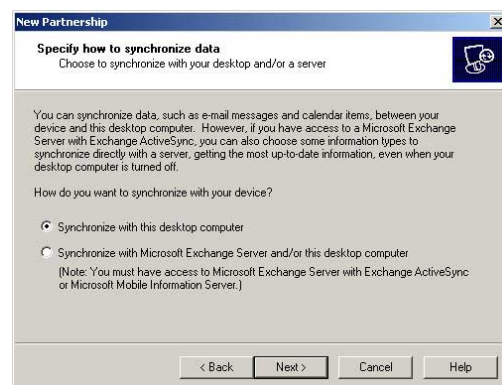 New Partnership
Specify how to synchronize data
Choose to synchronize with your desktop and/or a server
You can synchronize data, such as e-mail messages and calendar items, between your
device and this desktop computer. However, if you have access to a Microsoft Exchange
Server with Exchange ActiveSync, you can also choose some information types to
synchronize directly with a server, getting the most up-to-date information, even when your
desktop computer is turned off.
How do you want to synchronize with your device?
Synchronize with this desktop computer
Synchronize with Microsoft Exchange Server and/or this desktop computer
(Note: You must have access to Microsoft Exchange Server with Exchange ActiveSync
or Microsoft Mobile Information Server.)
< Back Next > Cancel Help